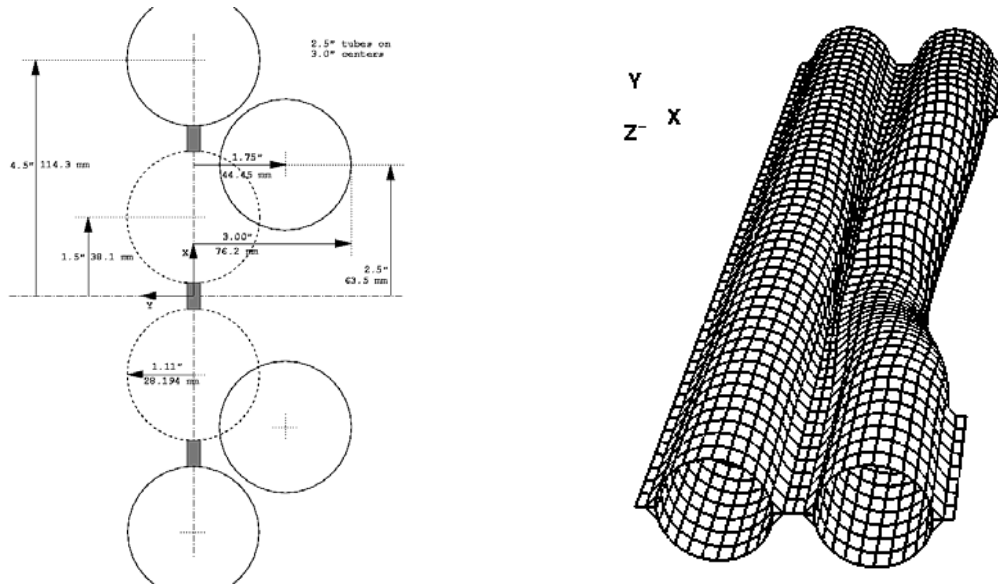 2.5" tubes on
3.0" centers
4.5" 114.3 mm
1.75"
44.45 mm
3.00"
76.2 mm
1.5" 38.1 mm
X
2.5"
63.5 mm
Y
1.11"
28.194 mm
Y
X
Z